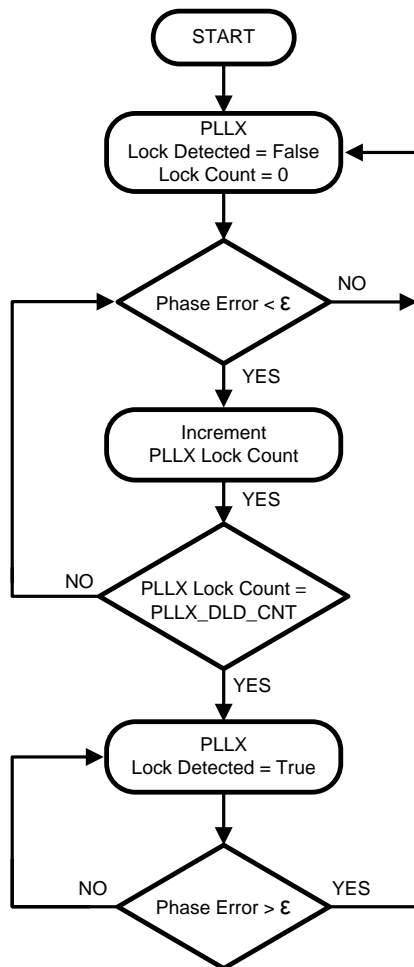 START
PLLX
Lock Detected = False
Lock Count = 0
Phase Error < ε
NO
YES
Increment
PLLX Lock Count
YES
NO
PLLX Lock Count =
PLLX_DLD_CNT
YES
PLLX
Lock Detected = True
NO
Phase Error > ε
YES